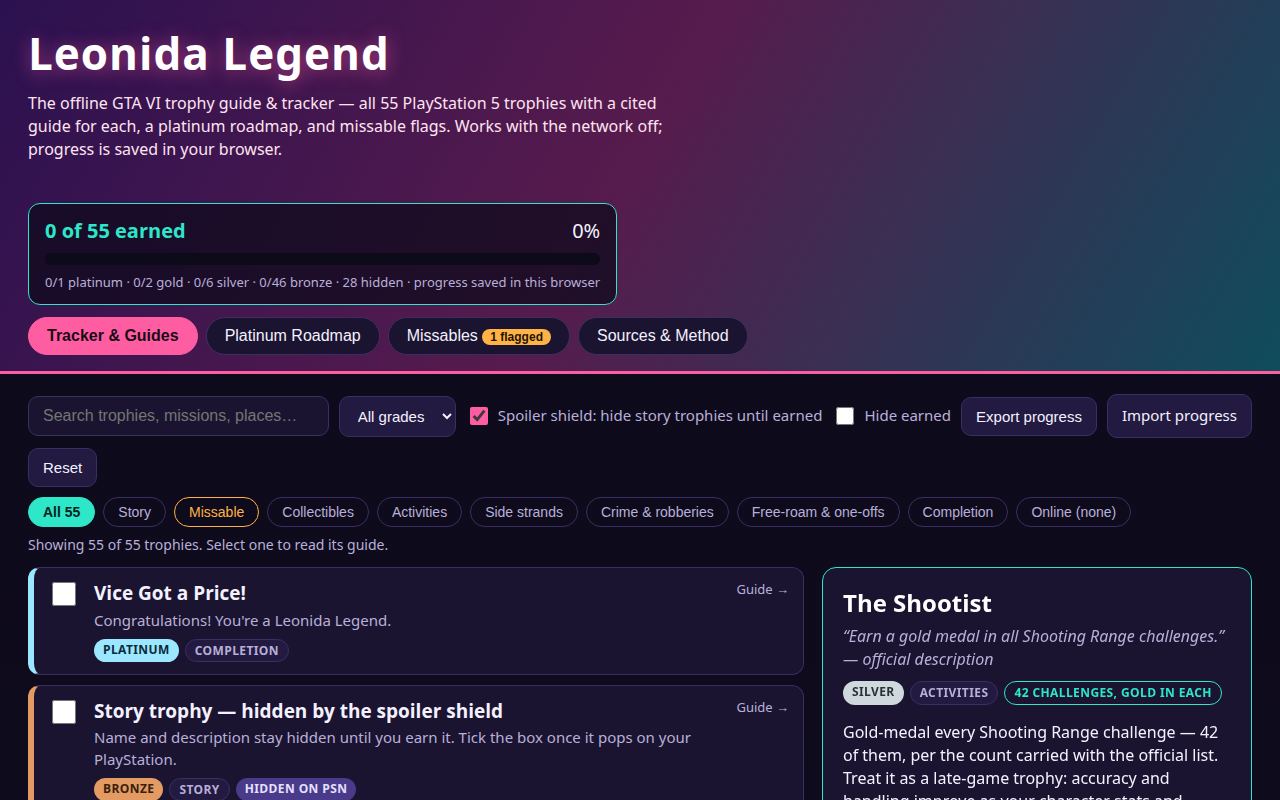 Leonida Legend
The offline GTA VI trophy guide & tracker — all 55 PlayStation 5 trophies with a cited
guide for each, a platinum roadmap, and missable flags. Works with the network off;
progress is saved in your browser.
0 of 55 earned 0%
0/1 platinum · 0/2 gold · 0/6 silver · 0/46 bronze · 28 hidden · progress saved in this browser
Tracker & Guides Platinum Roadmap Missables 1 flagged Sources & Method
Search trophies, missions, places… All grades Spoiler shield: hide story trophies until earned Hide earned Export progress Import progress
Reset
All 55 Story Missable Collectibles Activities Side strands Crime & robberies Free-roam & one-offs Completion Online (none)
Showing 55 of 55 trophies. Select one to read its guide.
Vice Got a Price! Guide →
Congratulations! You're a Leonida Legend.
PLATINUM COMPLETION
Story trophy — hidden by the spoiler shield Guide →
Name and description stay hidden until you earn it. Tick the box once it pops on your
PlayStation.
BRONZE STORY HIDDEN ON PSN
The Shootist
“Earn a gold medal in all Shooting Range challenges.”
— official description
SILVER ACTIVITIES 42 CHALLENGES, GOLD IN EACH
Gold-medal every Shooting Range challenge — 42
of them, per the count carried with the official list.
Treat it as a late-game trophy: accuracy and
handling improve as your character stats and